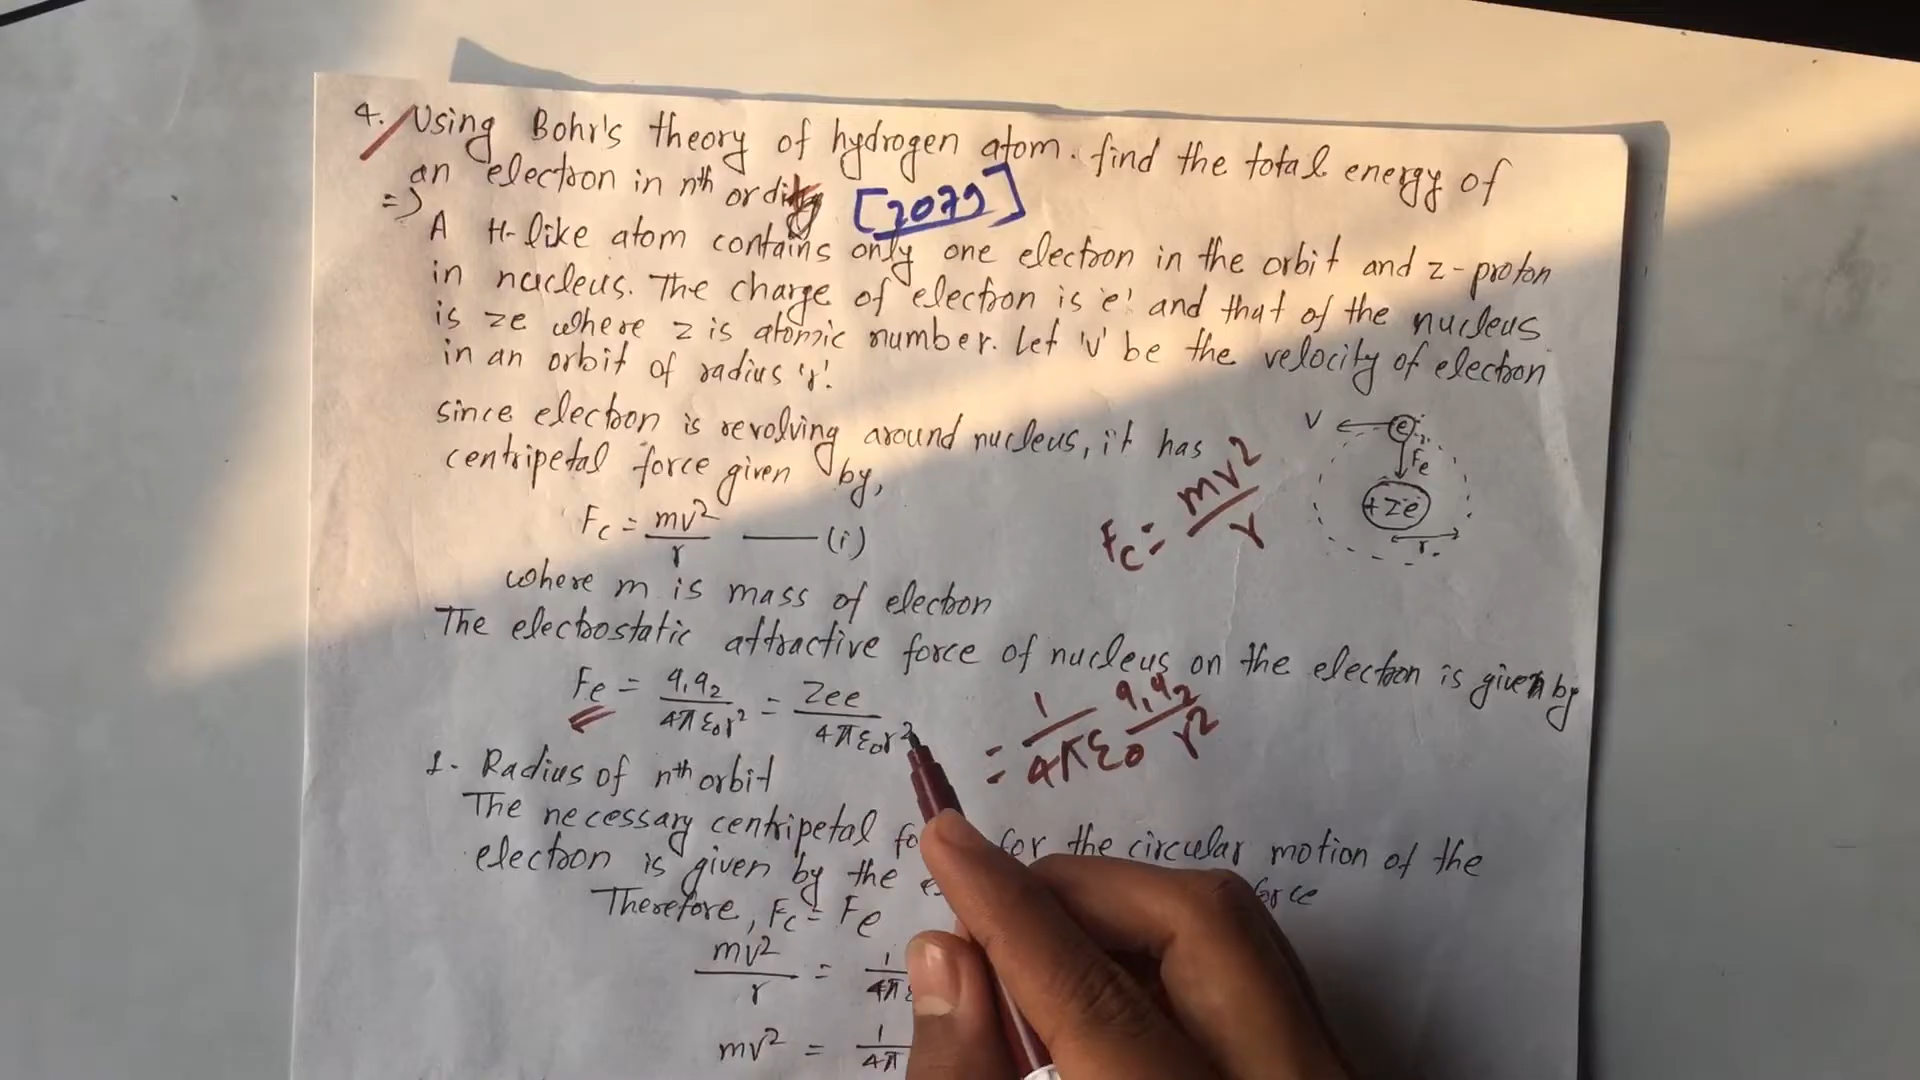 4. Using Bohr's theory of hydrogen atom. find the total energy of
an electron in nth
[2079]
=>
A H-like atom contains only one electron in the orbit and z-proton
in nucleus. The charge of electron is 'e' and that of the nucleus
is ze where z is atomic number. Let 'v' be the velocity of electron
in an orbit of radius 'r'.
since electron is revolving around nucleus, it has
centripetal force given by,
Fc = mv²/r —— (i)
Fc = mv²/r
V e Fe +Ze r
where m is mass of electron
The electrostatic attractive force of nucleus on the electron is given by
Fe = q1q2/4πε0r² = Zee/4πε0r²
= 1/4πε0 q1q2/r²
1- Radius of nth orbit
The necessary centripetal for the circular motion of the
electron is given by the force
Therefore, Fc = Fe
mv²/r = 1/4π
mv² = 1/4π